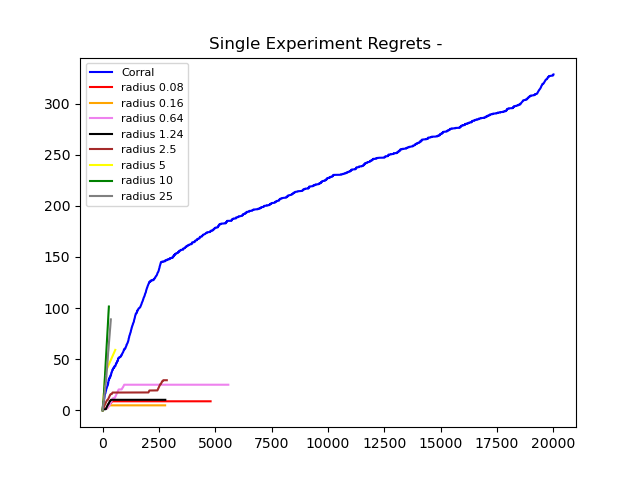 Single Experiment Regrets -
Corral
radius 0.08
radius 0.16
radius 0.64
radius 1.24
radius 2.5
radius 5
radius 10
radius 25
300
250
200
150
100
50
0
0 2500 5000 7500 10000 12500 15000 17500 20000